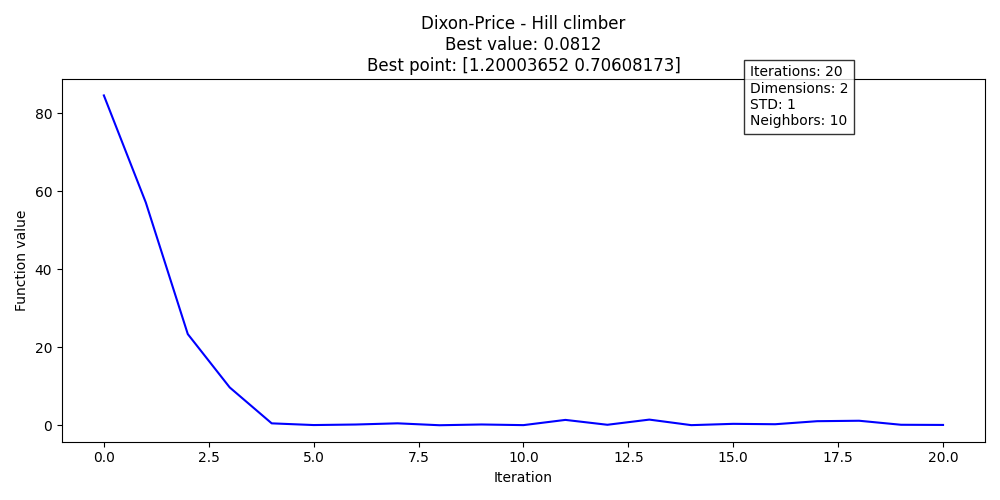 Dixon-Price - Hill climber
Best value: 0.0812
Best point: [1.20003652 0.70608173]
Iterations: 20
Dimensions: 2
STD: 1
Neighbors: 10
Function value
80
60
40
20
0
0.0 2.5 5.0 7.5 10.0 12.5 15.0 17.5 20.0
Iteration